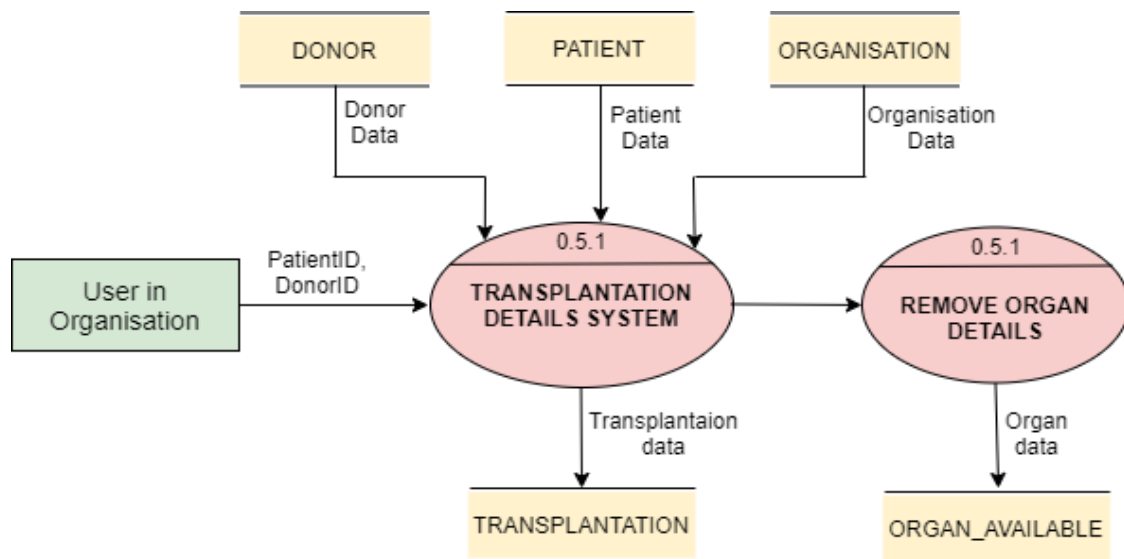 DONOR
PATIENT
ORGANISATION
Donor
Data
Patient
Data
Organisation
Data
0.5.1
0.5.1
PatientID,
DonorID
User in
Organisation
TRANSPLANTATION
DETAILS SYSTEM
REMOVE ORGAN
DETAILS
Transplantaion
data
Organ
data
TRANSPLANTATION
ORGAN_AVAILABLE